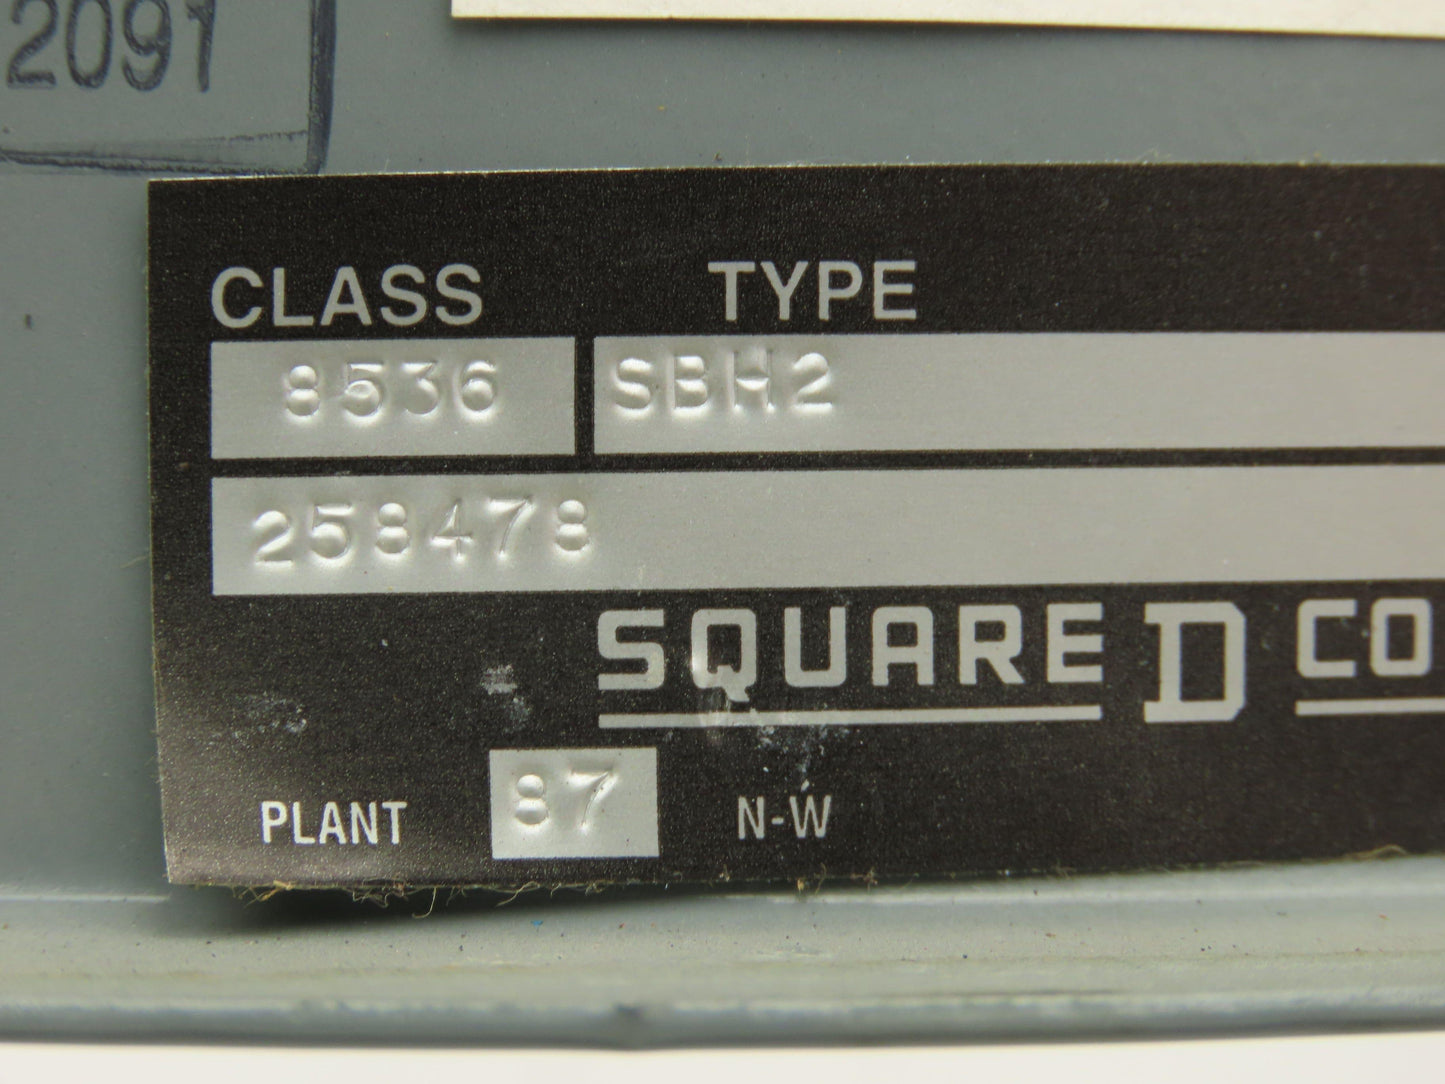 2091
CLASS TYPE
8536 SBH2
258478
SQUARE D CO
PLANT 87 N-W